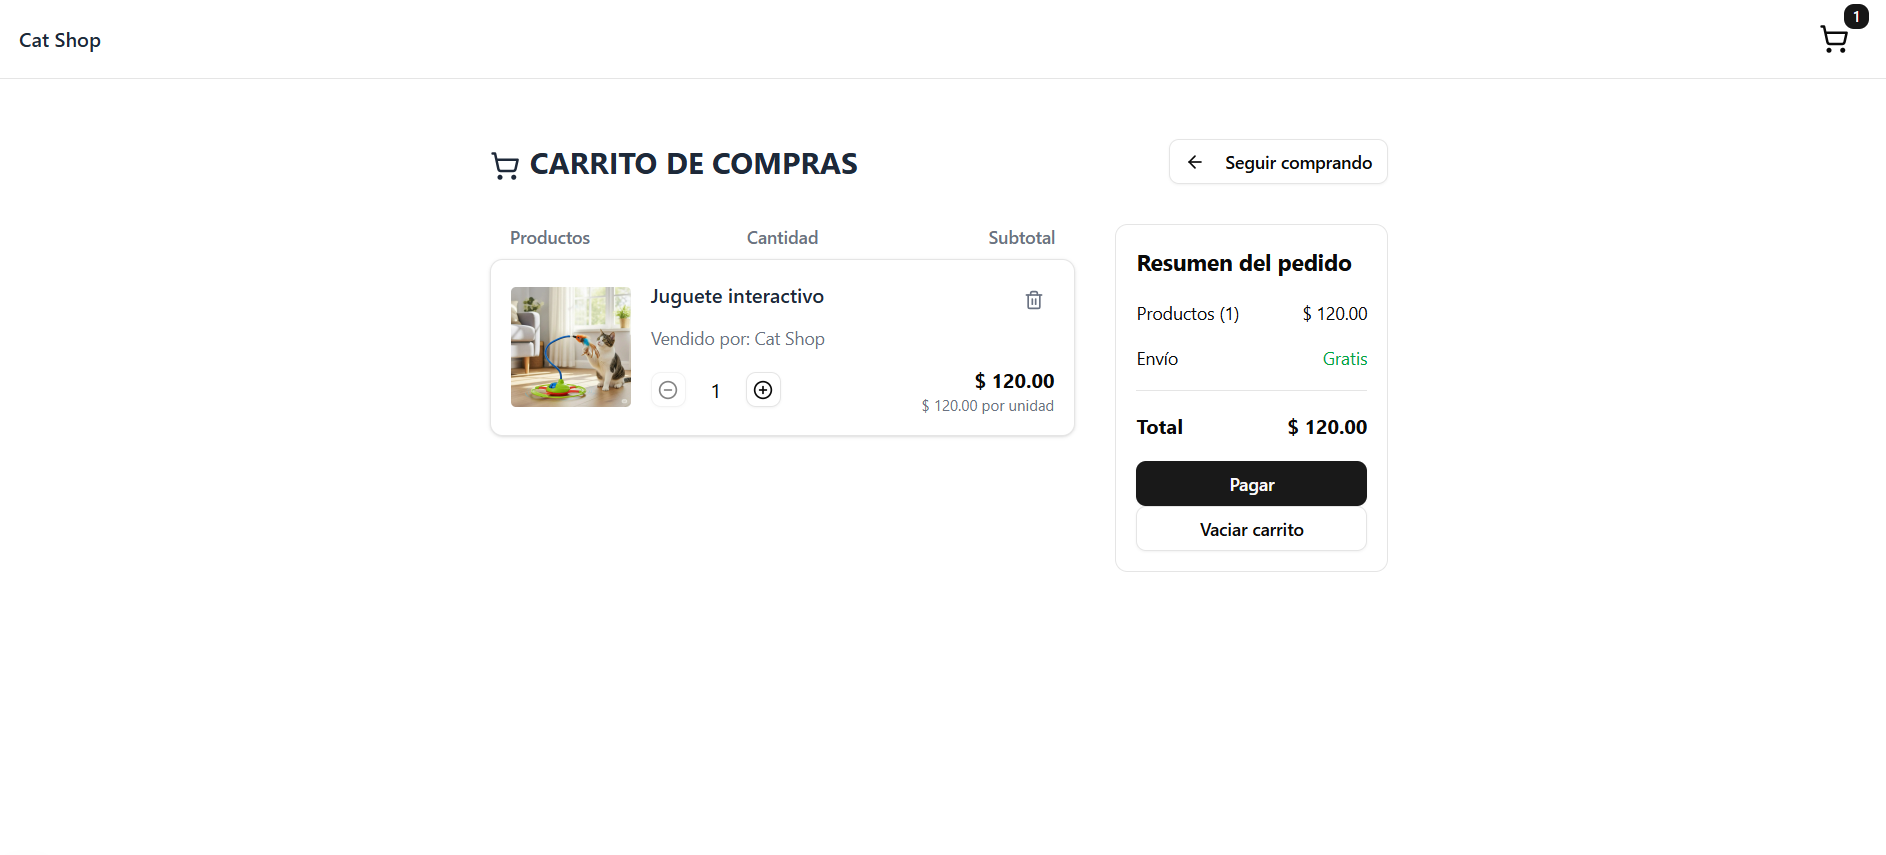 Cat Shop
1
CARRITO DE COMPRAS
Seguir comprando
Productos Cantidad Subtotal
Juguete interactivo
Vendido por: Cat Shop
1
$ 120.00
$ 120.00 por unidad
Resumen del pedido
Productos (1) $ 120.00
Envío Gratis
Total $ 120.00
Pagar
Vaciar carrito